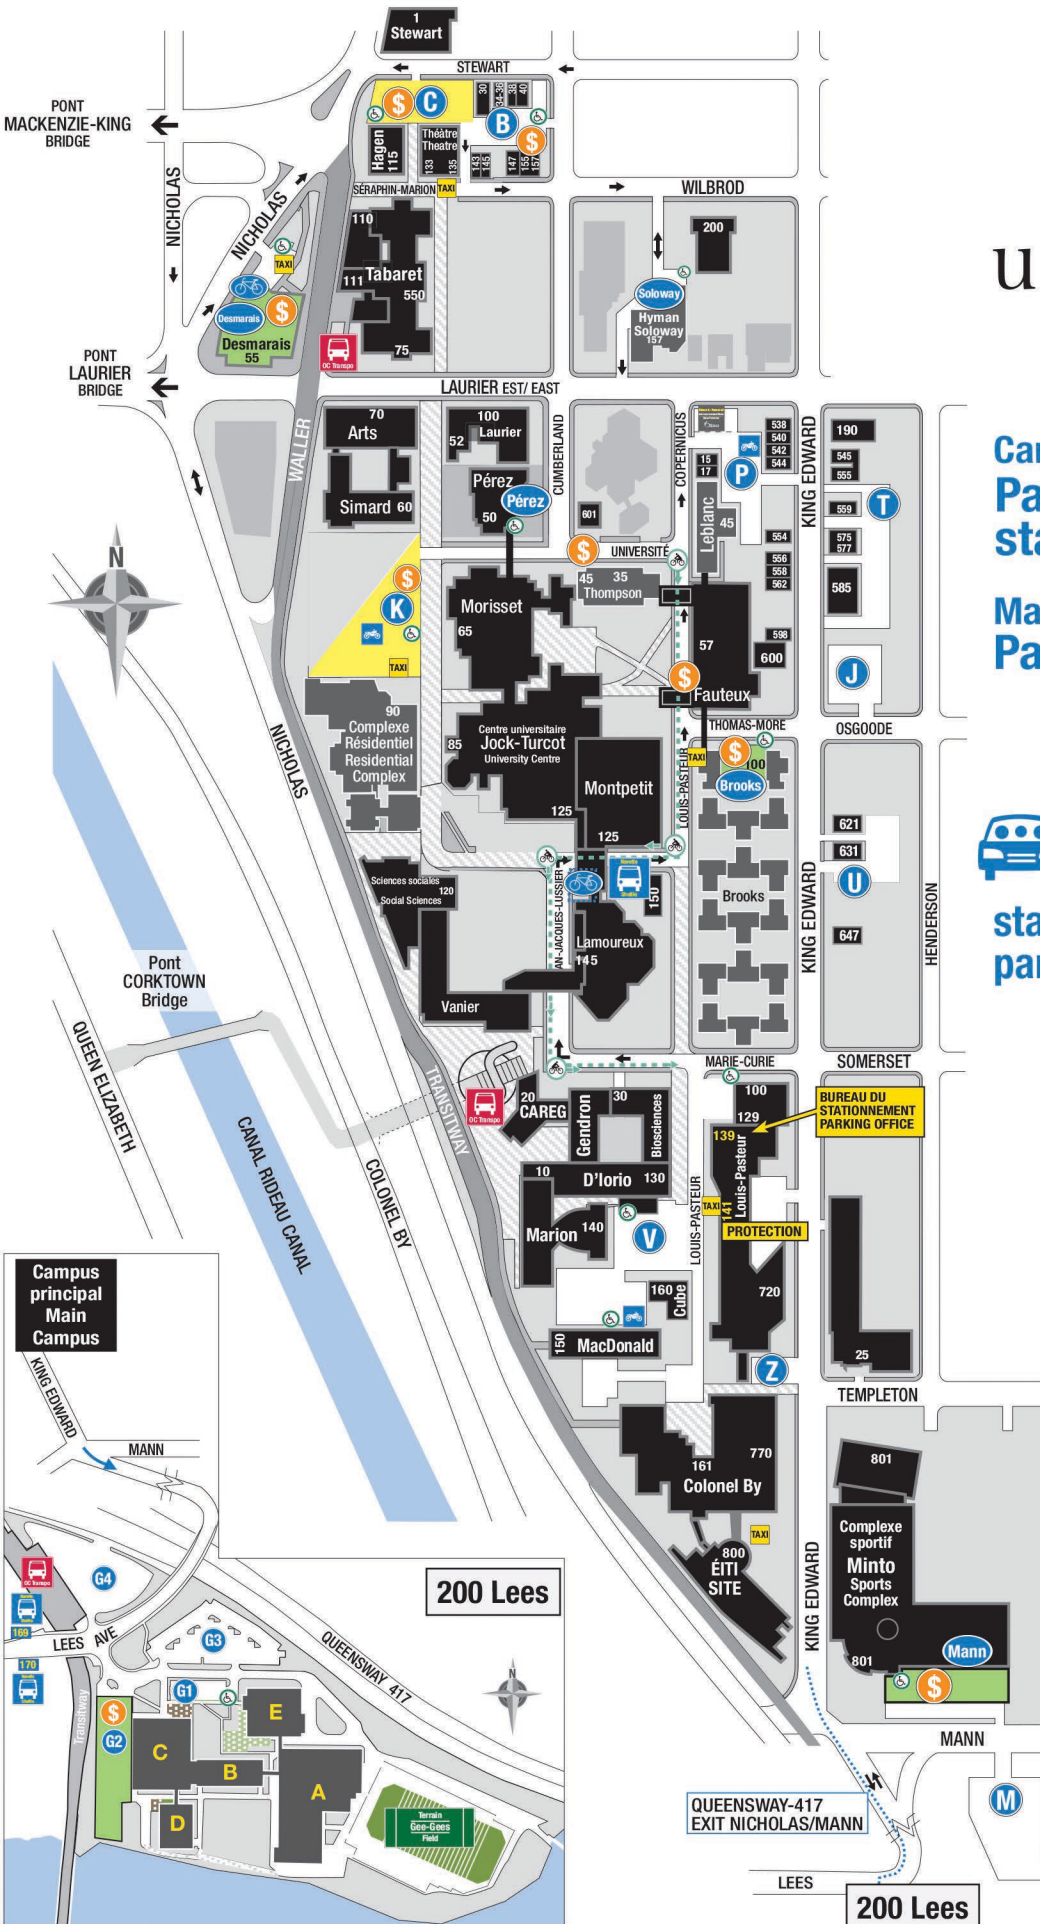 1
Stewart
STEWART
PONT
MACKENZIE-KING
BRIDGE
$
C
30
34-36
38
40
B
$
Hagen
115
Théâtre
Theatre
133
135
143
145
147
155
157
NICHOLAS
NICHOLAS
SÉRAPHIN-MARION
TAXI
WILBROD
110
Tabaret
111
550
75
200
TAXI
Soloway
Hyman
Soloway
157
Desmarais
$
Desmarais
55
OC Transpo
PONT
LAURIER
BRIDGE
LAURIER EST/ EAST
u
70
Arts
100
Laurier
52
Simard 60
Pérez
Pérez
50
CUMBERLAND
COPERNICUS
WALLER
601
15
17
P
538
540
542
544
KING EDWARD
190
545
555
559
T
575
577
585
Leblanc
45
554
556
558
562
598
600
Car
Pa
sta
Ma
Pa
$
UNIVERSITÉ
N
$
K
TAXI
Morisset
65
45
35
Thompson
57
$
Fauteux
J
THOMAS-MORE
OSGOODE
90
Complexe
Résidentiel
Residential
Complex
NICHOLAS
85
Centre universitaire
Jock-Turcot
University Centre
125
Montpetit
125
LOUIS-PASTEUR
TAXI
$
100
Brooks
621
631
U
647
Brooks
KING EDWARD
HENDERSON
sta
par
Sciences sociales
120
Social Sciences
AN-JACQUES-LUSSIER
Navette
Shuttle
150
Lamoureux
145
Vanier
Pont
CORKTOWN
Bridge
QUEEN ELIZABETH
CANAL RIDEAU CANAL
COLONEL BY
TRANSITWAY
OC Transpo
MARIE-CURIE
SOMERSET
20
CAREG
Gendron
30
Biosciences
10
D'Iorio
130
Marion
140
V
LOUIS-PASTEUR
100
129
139
Louis-Pasteur
141
TAXI
BUREAU DU
STATIONNEMENT
PARKING OFFICE
PROTECTION
720
160
Cube
150
MacDonald
25
Z
TEMPLETON
161
770
Colonel By
TAXI
800
ÉITI
SITE
KING EDWARD
801
Complexe
sportif
Minto
Sports
Complex
801
Mann
$
MANN
M
QUEENSWAY-417
EXIT NICHOLAS/MANN
LEES
200 Lees
Campus
principal
Main
Campus
KING EDWARD
MANN
200 Lees
OC Transpo
G4
Navette
Shuttle
169
LEES AVE
170
Navette
Shuttle
Transitway
G3
QUEENSWAY 417
G1
N
$
G2
E
C
B
A
D
Terrain
Gee-Gees
Field